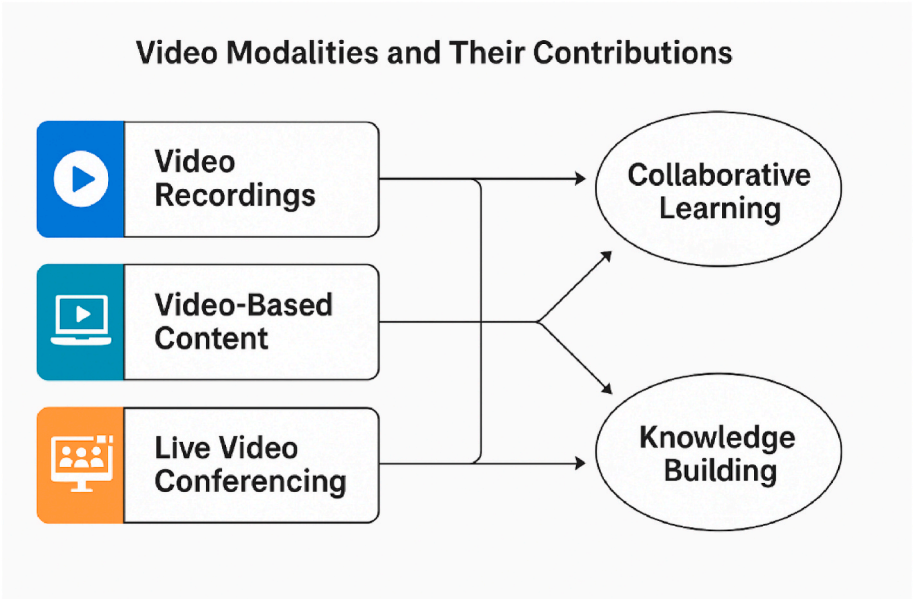 Video Modalities and Their Contributions
Video
Recordings
Collaborative
Learning
Video-Based
Content
Live Video
Conferencing
Knowledge
Building